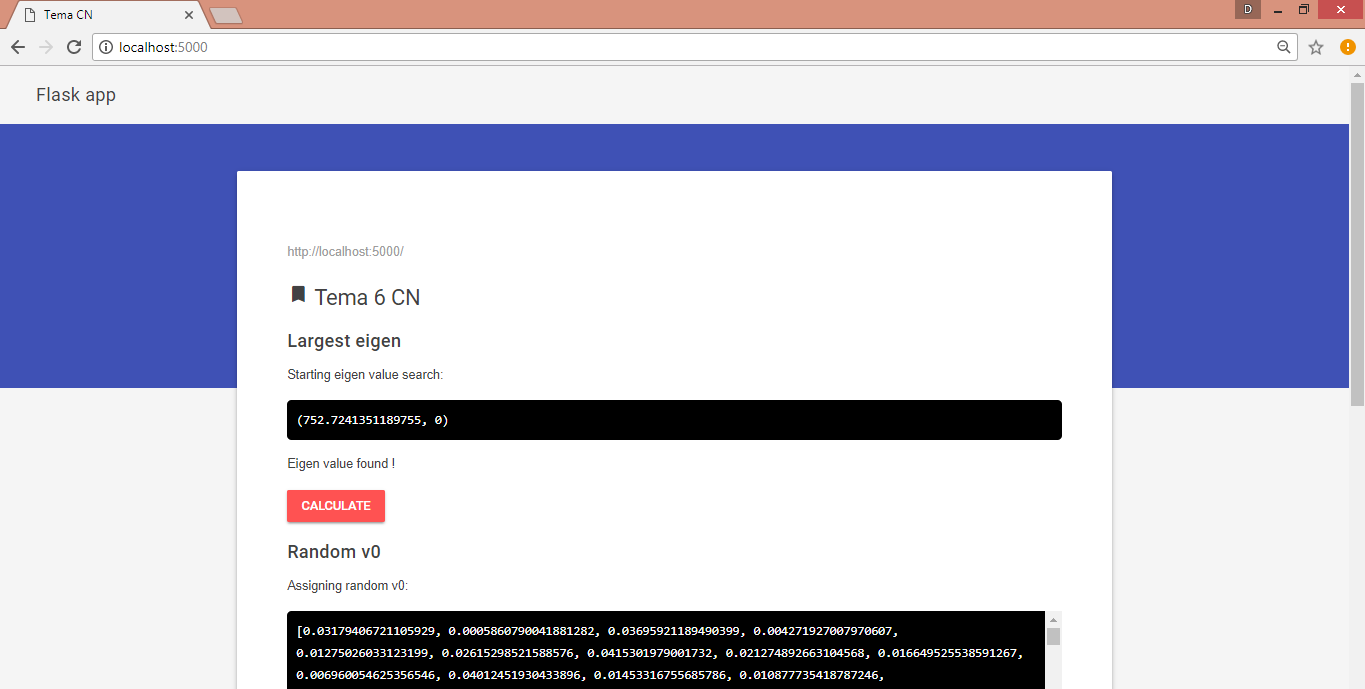 Tema CN
D
localhost:5000
Flask app
http://localhost:5000/
Tema 6 CN
Largest eigen
Starting eigen value search:
(752.7241351189755, 0)
Eigen value found !
CALCULATE
Random v0
Assigning random v0:
[0.03179406721105929, 0.0005860790041881282, 0.03695921189490399, 0.004271927007970607,
0.01275026033123199, 0.02615298521588576, 0.0415301979001732, 0.021274892663104568, 0.016649525538591267,
0.006960054625356546, 0.04012451930433896, 0.01453316755685786, 0.010877735418787246,